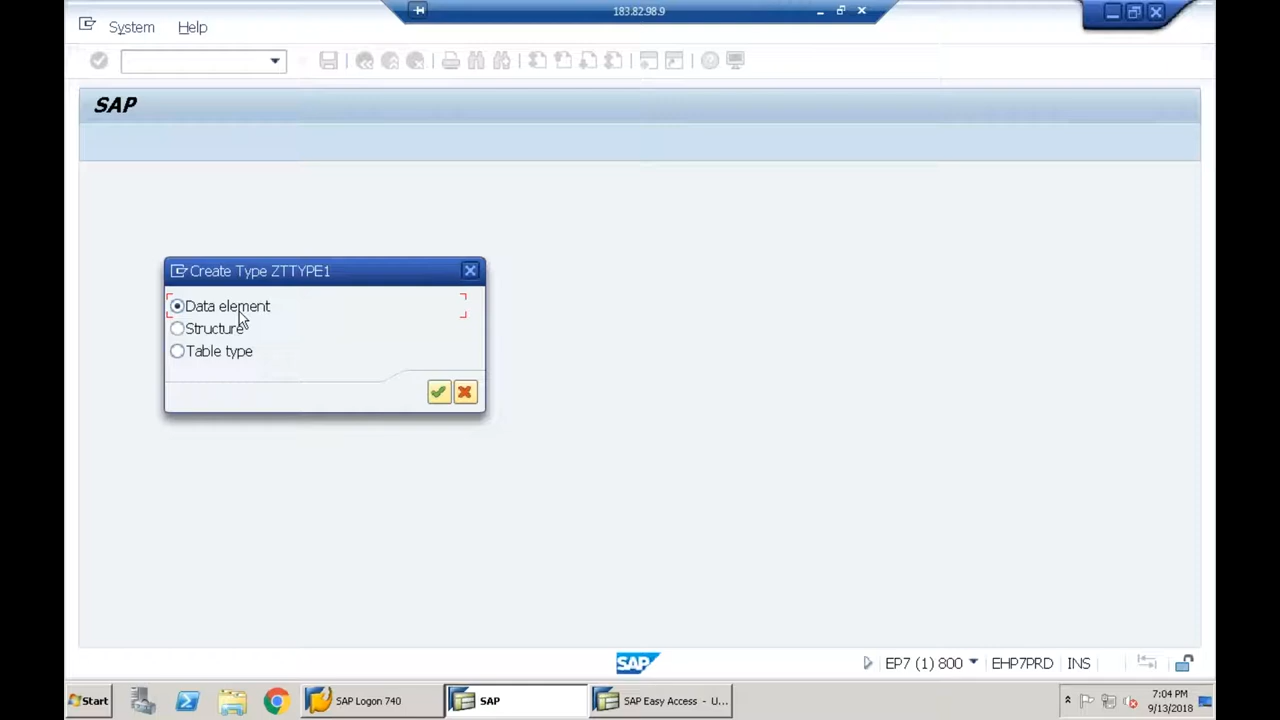 183.82.98.9
System Help
SAP
Create Type ZTTYPE1
Data element
Structure
Table type
SAP
EP7 (1) 800 EHP7PRD INS
Start SAP Logon 740 SAP SAP Easy Access - U...
7:04 PM
9/13/2018